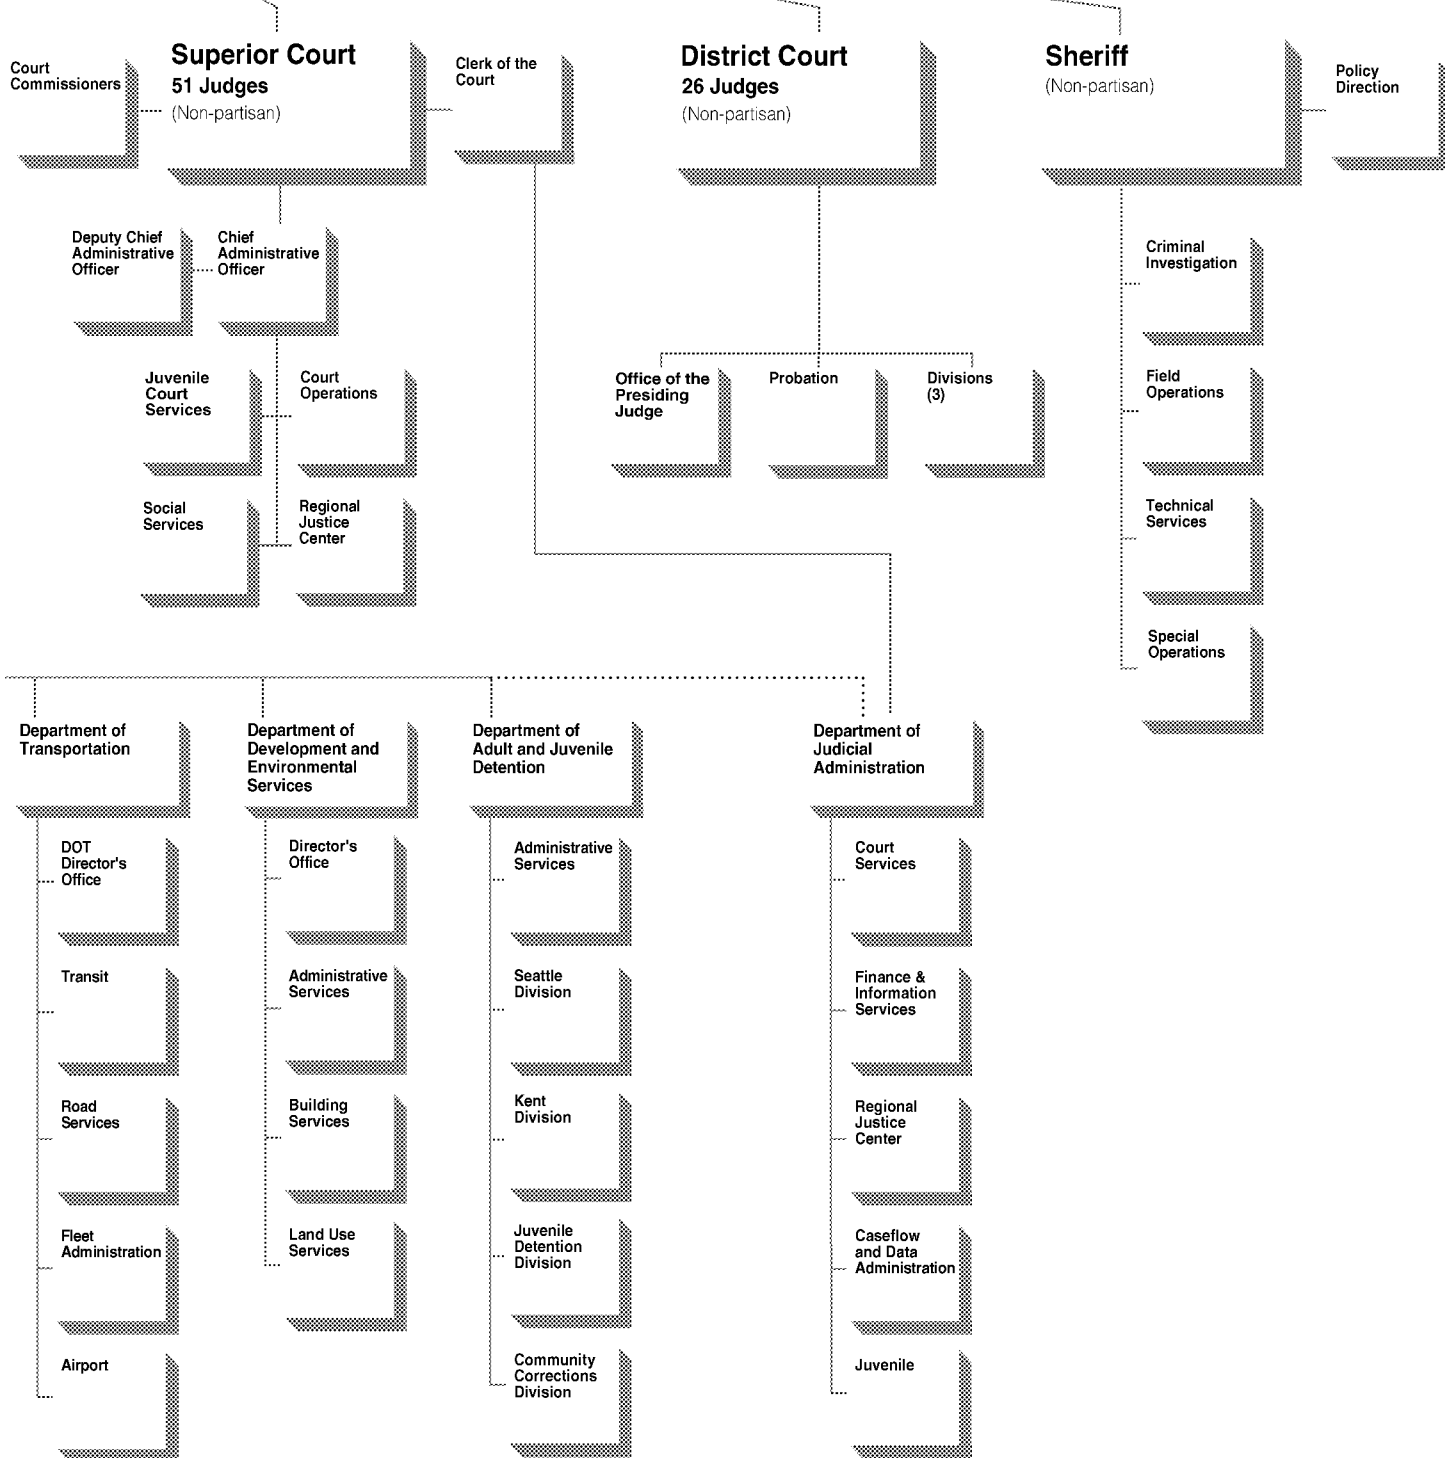 Court
Commissioners
Superior Court
51 Judges
(Non-partisan)
Clerk of the
Court
District Court
26 Judges
(Non-partisan)
Sheriff
(Non-partisan)
Policy
Direction
Deputy Chief
Administrative
Officer
Chief
Administrative
Officer
Juvenile
Court
Services
Court
Operations
Social
Services
Regional
Justice
Center
Office of the
Presiding
Judge
Probation
Divisions
(3)
Criminal
Investigation
Field
Operations
Technical
Services
Special
Operations
Department of
Transportation
DOT
Director's
Office
Transit
Road
Services
Fleet
Administration
Airport
Department of
Development and
Environmental
Services
Director's
Office
Administrative
Services
Building
Services
Land Use
Services
Department of
Adult and Juvenile
Detention
Administrative
Services
Seattle
Division
Kent
Division
Juvenile
Detention
Division
Community
Corrections
Division
Department of
Judicial
Administration
Court
Services
Finance &
Information
Services
Regional
Justice
Center
Caseflow
and Data
Administration
Juvenile